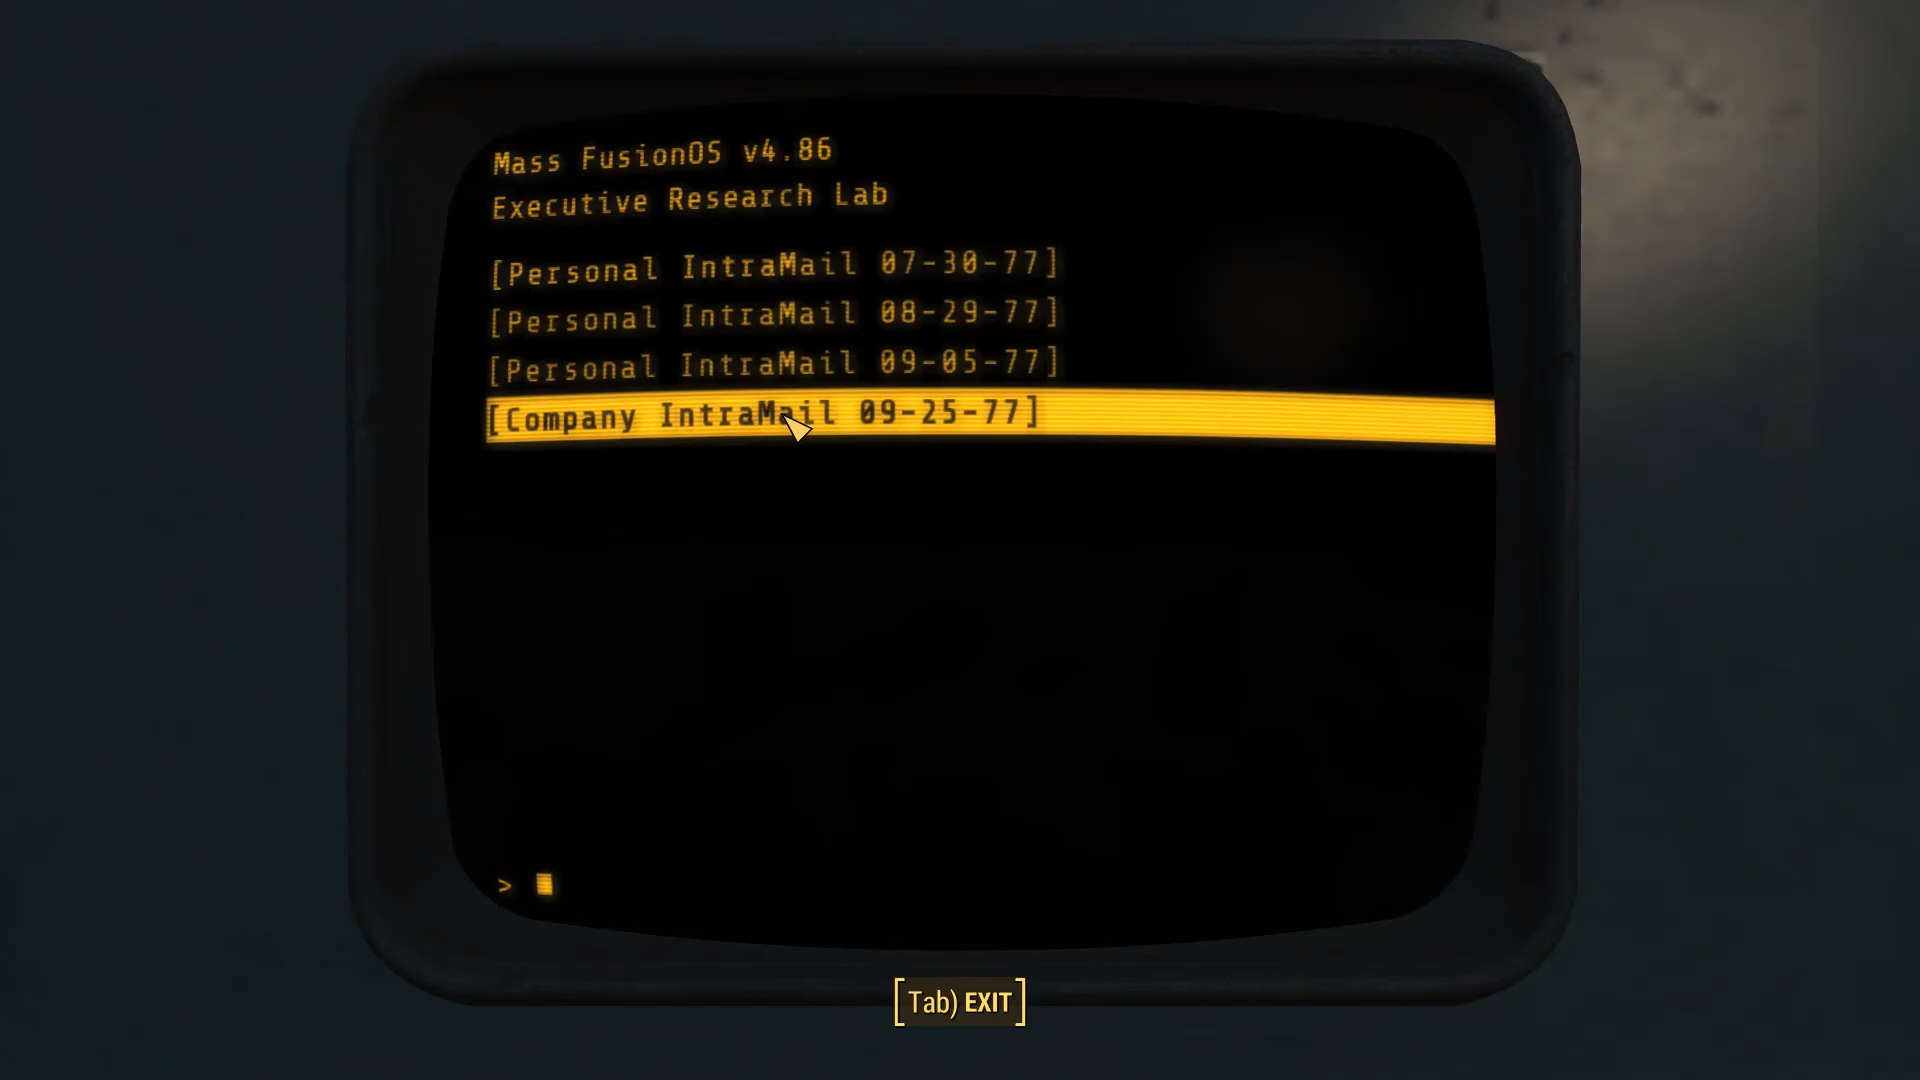 Mass FusionOS v4.86
Executive Research Lab
[Personal IntraMail 07-30-77]
[Personal IntraMail 08-29-77]
[Personal IntraMail 09-05-77]
[Company IntraMail 09-25-77]
>
[Tab) EXIT]